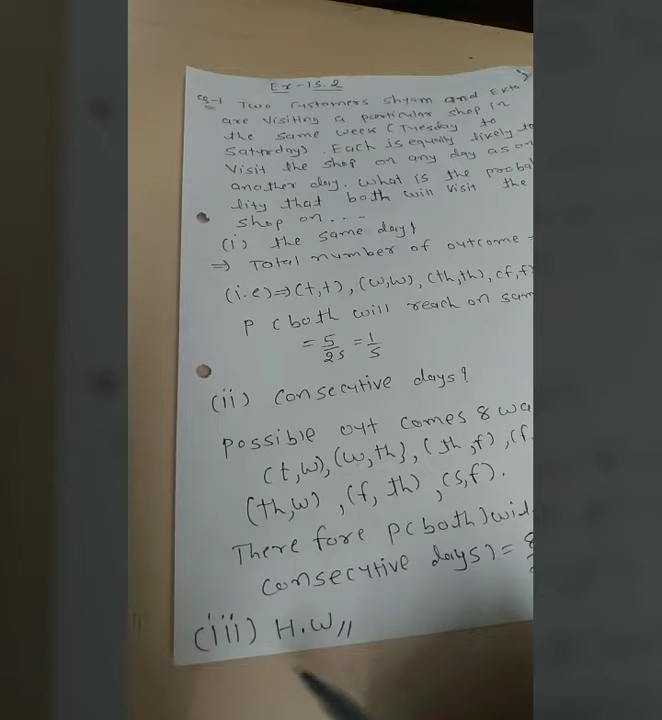 Ex-15.2
Q-1 Two customers shyam and Ekta
are visiting a particular shop in
the same week (Tuesday to
Saturday). Each is equally likely to
visit the shop on any day as on
another day. What is the proba
lity that both will visit the
shop on...
(i) the same day?
⇒ Total number of outcome =
(i.e)⇒(t,t), (w,w), (th,th), (f,f)
P (both will reach on sam
= 5/25 = 1/5
(ii) consecutive days?
possible out comes 8 wa
(t,w), (w,th), (th,f), (f
(th,w), (f,th), (s,f).
There fore P(both) will
consecutive days) = 8
(iii) H.W//